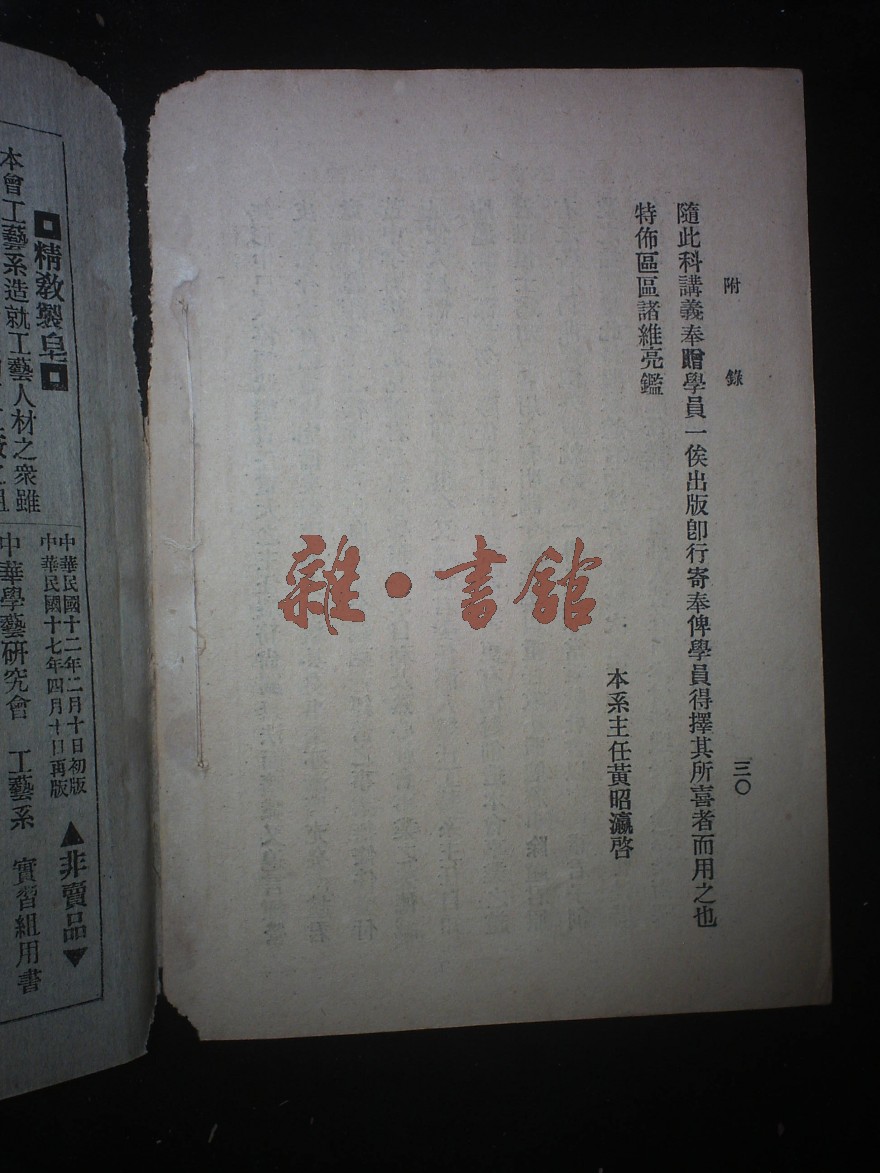 附錄
三〇
隨此科講義奉贈學員一俟出版卽行寄奉俾學員得擇其所喜者而用之也
特佈區區諸維亮鑑
本系主任黃昭瀛啓
雜·書館
中華民國十二年二月十日初版
中華民國十七年四月十日再版
▲非賣品▼
中華學藝研究會 工藝系 實習組用書
精敎製皂
本會工藝系造就工藝人材之衆雖